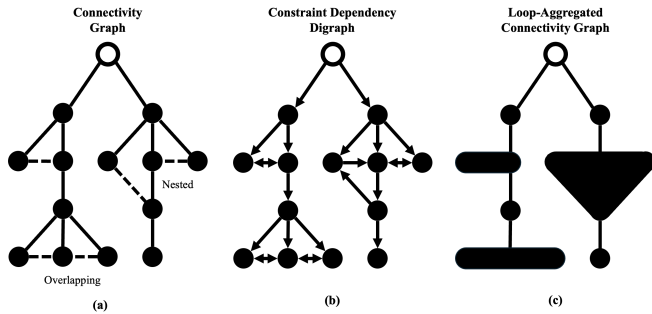 Connectivity
Graph
Constraint Dependency
Digraph
Loop-Aggregated
Connectivity Graph
Nested
Overlapping
(a)
(b)
(c)